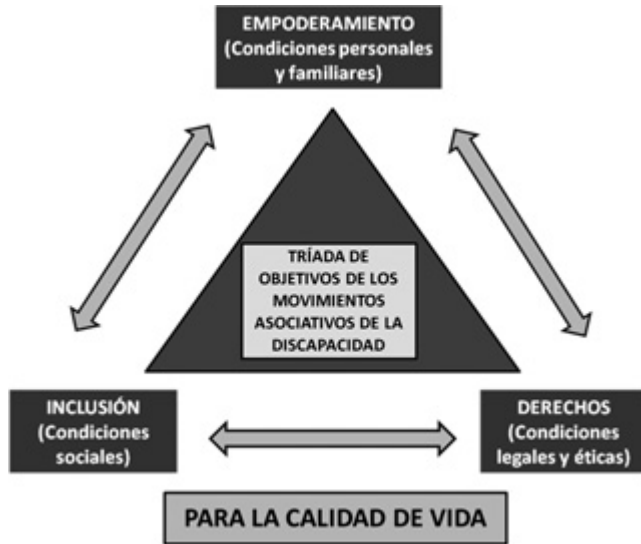 EMPODERAMIENTO
(Condiciones personales
y familiares)
TRÍADA DE
OBJETIVOS DE LOS
MOVIMIENTOS
ASOCIATIVOS DE LA
DISCAPACIDAD
INCLUSIÓN
(Condiciones
sociales)
DERECHOS
(Condiciones
legales y éticas)
PARA LA CALIDAD DE VIDA